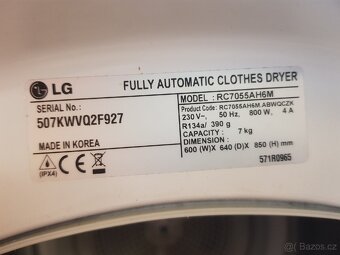 LG
FULLY AUTOMATIC CLOTHES DRYER
SERIAL No.:
507KWVQ2F927
MADE IN KOREA
(IPX4)
MODEL : RC7055AH6M
Product Code : RC7055AH6M.ABWQCZK
230 V~, 50 Hz, 800 W, 4 A
R134a/ 390 g
CAPACITY : 7 kg
DIMENSION :
600 (W)X 640 (D)X 850 (H) mm
571R0965
Sbazoš.cz